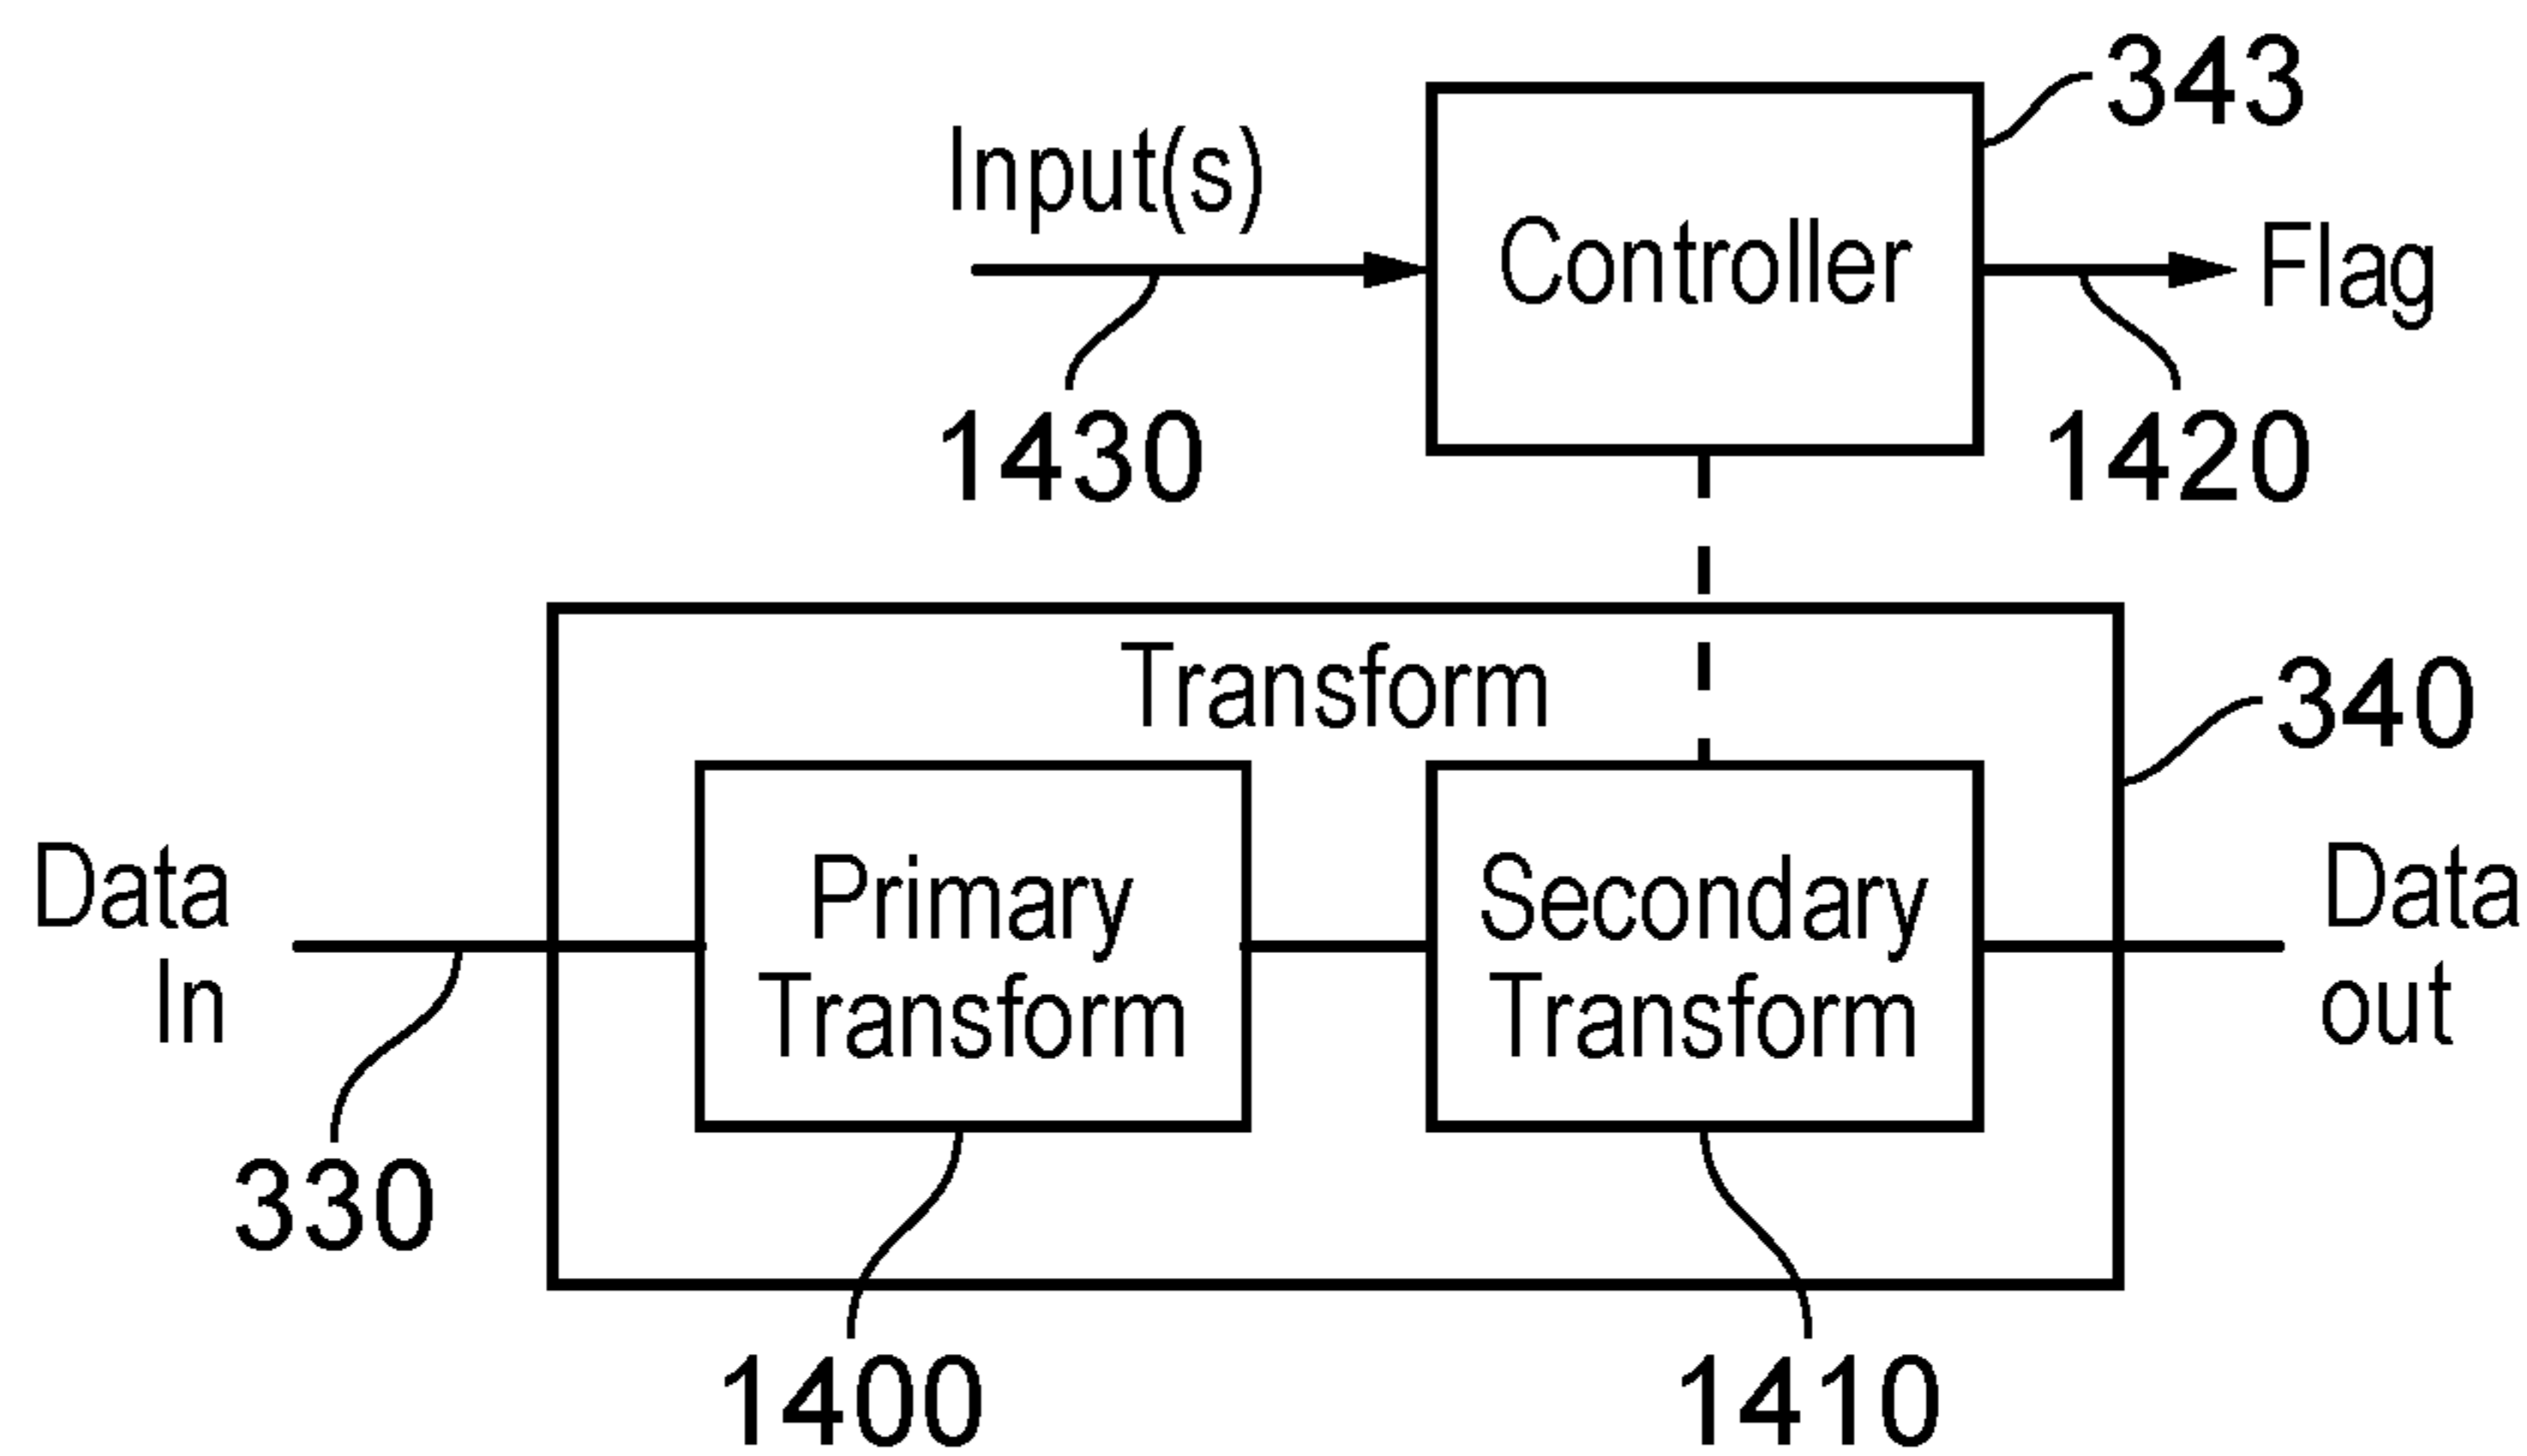 343
Input(s)
Controller
Flag
1430
1420
Transform
340
Data
In
Primary
Transform
Secondary
Transform
Data
out
330
1400
1410